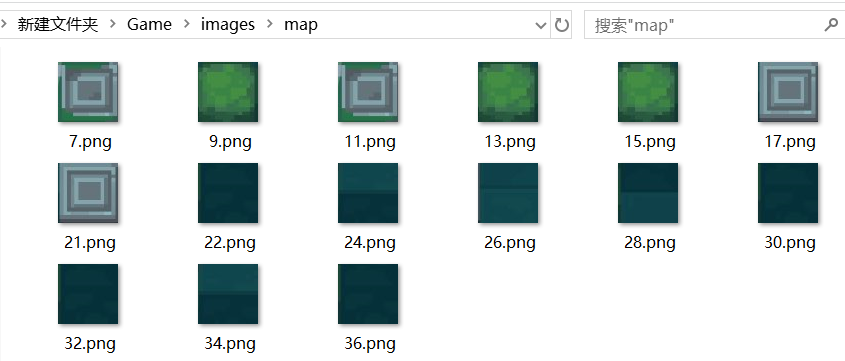 新建文件夹 > Game > images > map 搜索"map"
7.png 9.png 11.png 13.png 15.png 17.png
21.png 22.png 24.png 26.png 28.png 30.png
32.png 34.png 36.png